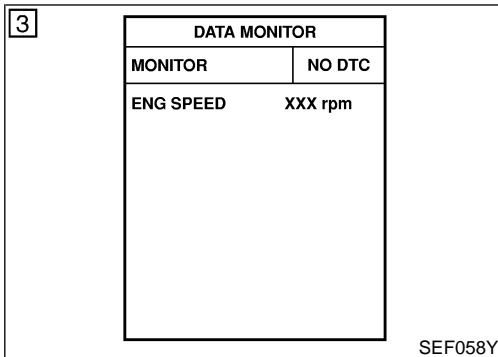 3
DATA MONITOR
MONITOR NO DTC
ENG SPEED XXX rpm
SEF058Y